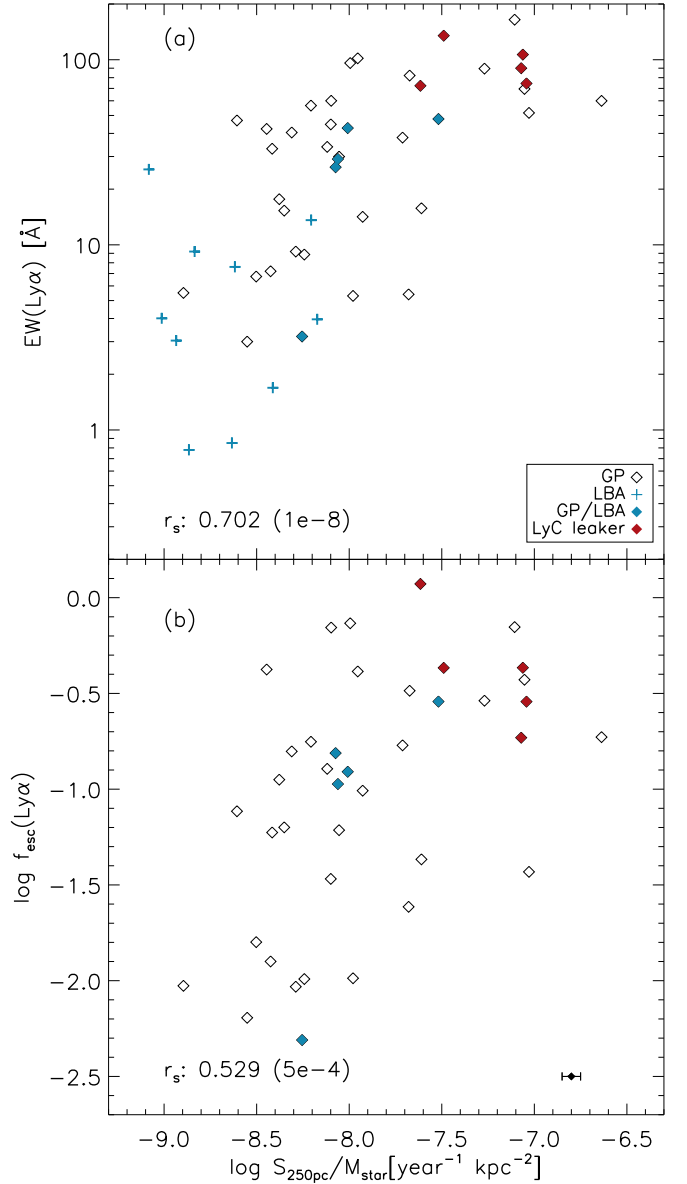 (a)
100
10
1
EW(Lyα) [Å]
GP
LBA
GP/LBA
LyC leaker
r_s: 0.702 (1e−8)
(b)
0.0
−0.5
−1.0
−1.5
−2.0
−2.5
log f_esc(Lyα)
r_s: 0.529 (5e−4)
−9.0 −8.5 −8.0 −7.5 −7.0 −6.5
log S_250pc/M_star[year⁻¹ kpc⁻²]